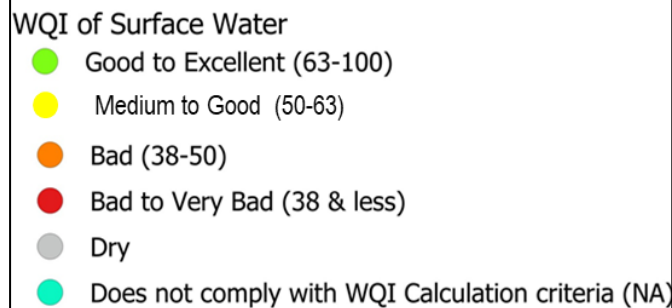 WQI of Surface Water
Good to Excellent (63-100)
Medium to Good (50-63)
Bad (38-50)
Bad to Very Bad (38 & less)
Dry
Does not comply with WQI Calculation criteria (NA)